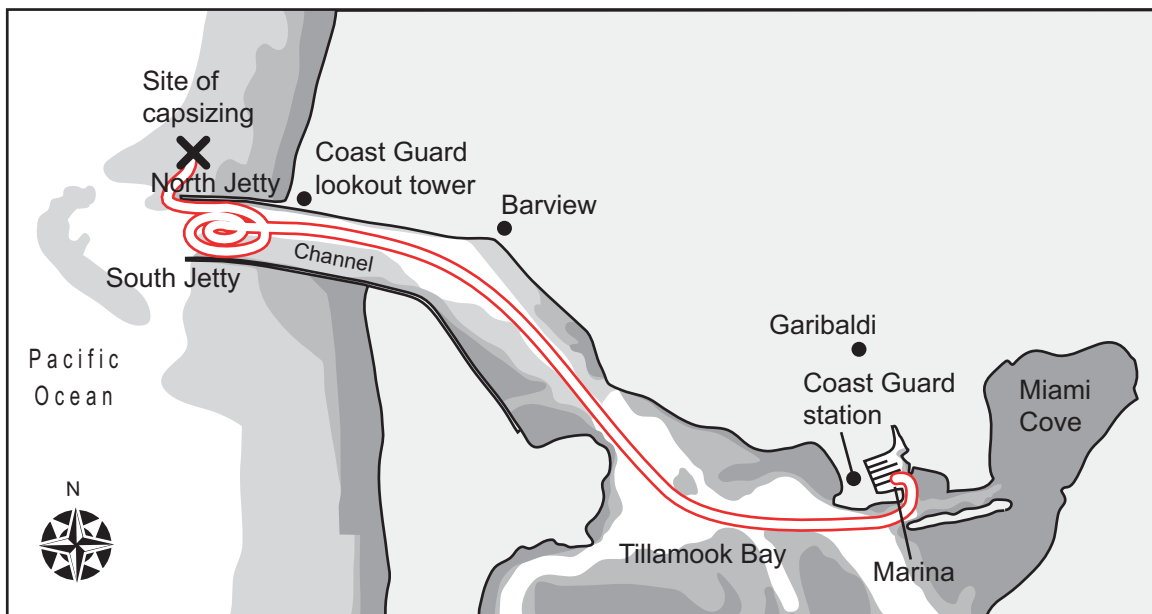 Site of
capsizing
North Jetty
Coast Guard
lookout tower
Barview
Channel
South Jetty
Pacific
Ocean
Garibaldi
Coast Guard
station
Miami
Cove
N
Tillamook Bay
Marina